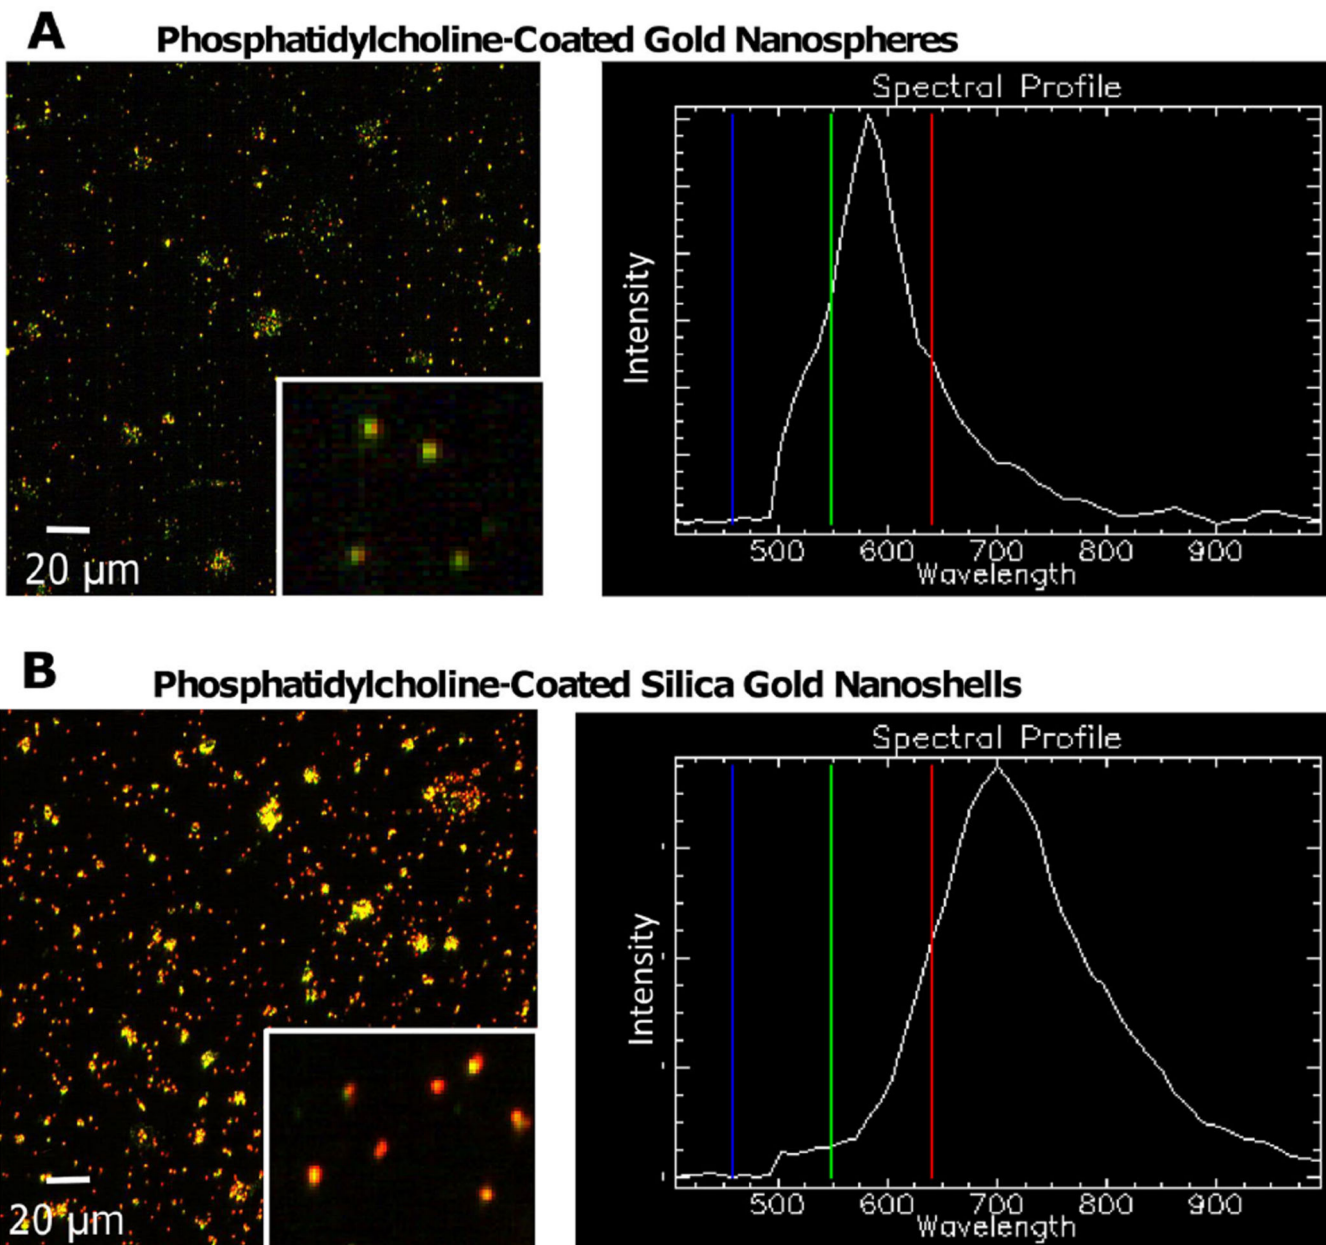 A
Phosphatidylcholine-Coated Gold Nanospheres
20 µm
Spectral Profile
Intensity
500 600 700 800 900
Wavelength
B
Phosphatidylcholine-Coated Silica Gold Nanoshells
20 µm
Spectral Profile
Intensity
500 600 700 800 900
Wavelength